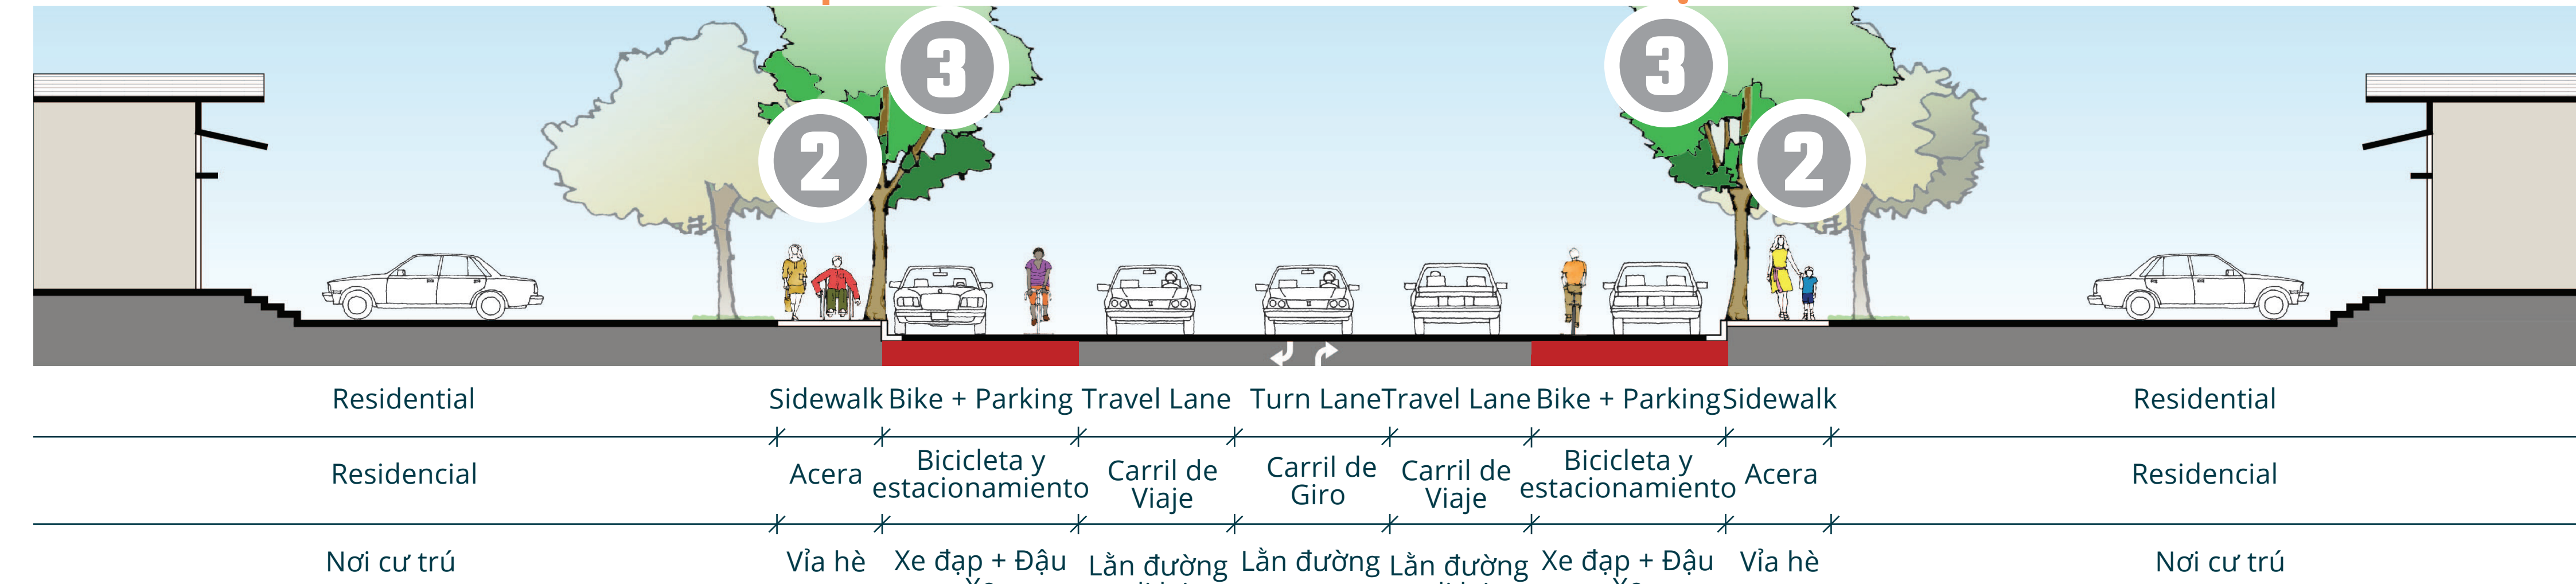 3
3
2
2
Residential Sidewalk Bike + Parking Travel Lane Turn Lane Travel Lane Bike + Parking Sidewalk Residential
Residencial Acera Bicicleta y estacionamiento Carril de Viaje Carril de Giro Carril de Viaje Bicicleta y estacionamiento Acera Residencial
Nơi cư trú Vỉa hè Xe đạp + Đậu Lằn đường Lằn đường Lằn đường Xe đạp + Đậu Vỉa hè Nơi cư trú